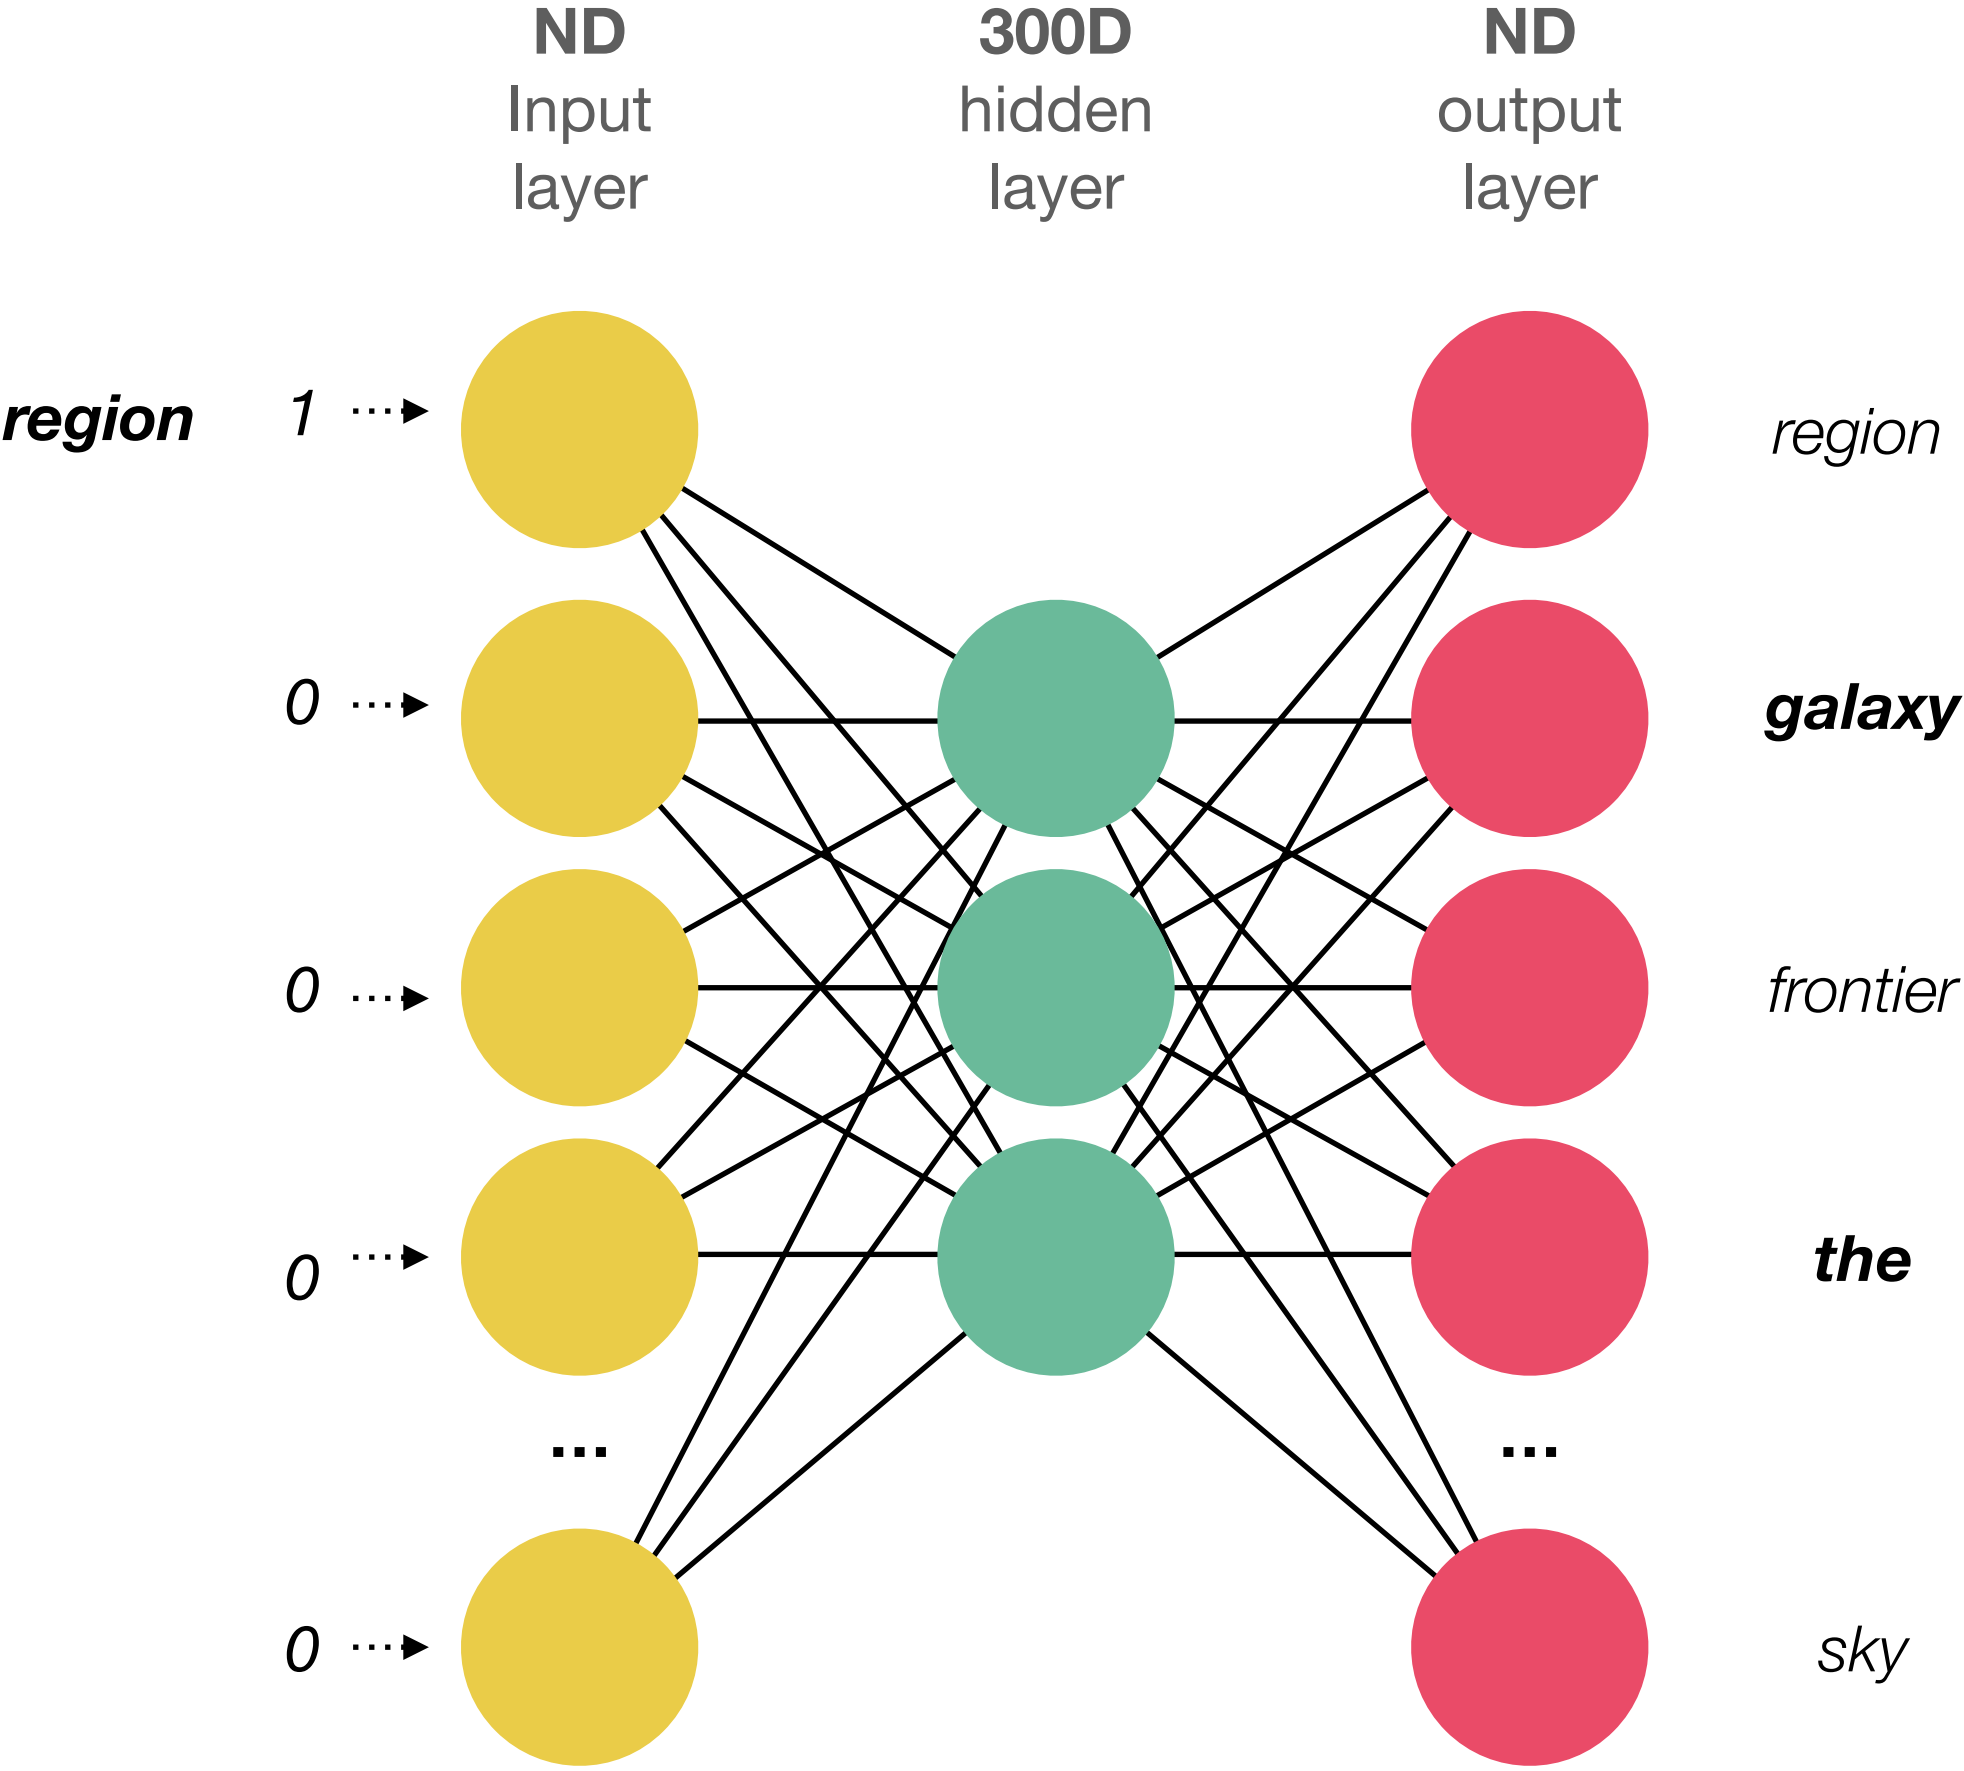 ND
Input
layer
300D
hidden
layer
ND
output
layer
region 1
region
0
galaxy
0
frontier
0
the
...
...
0
sky